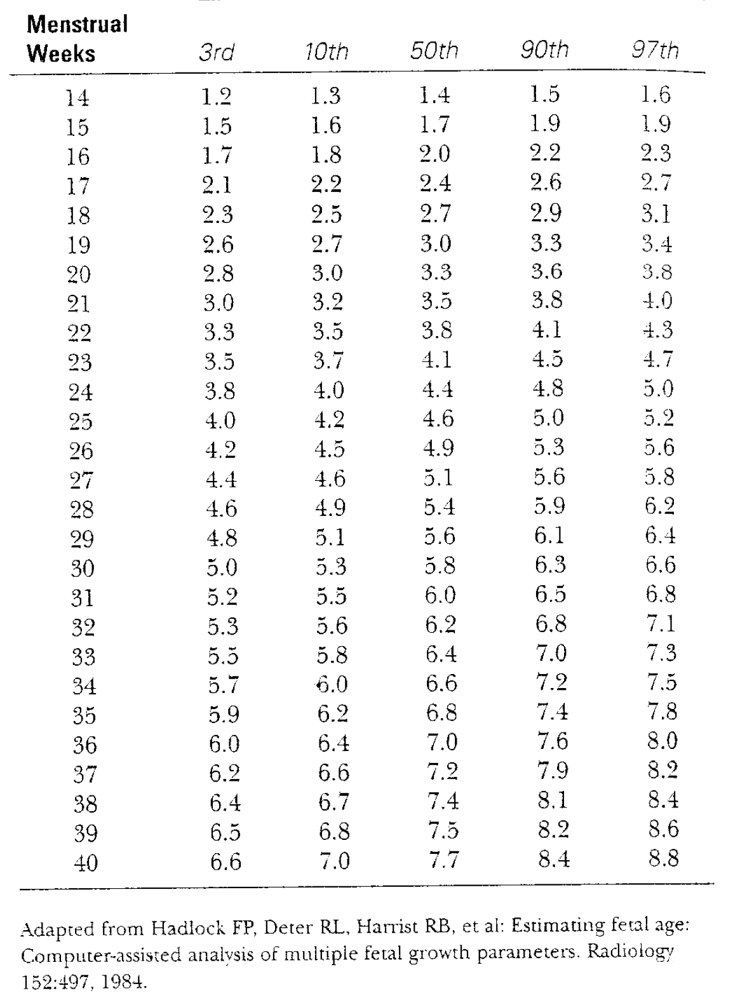 Menstrual
Weeks 3rd 10th 50th 90th 97th
14 1.2 1.3 1.4 1.5 1.6
15 1.5 1.6 1.7 1.9 1.9
16 1.7 1.8 2.0 2.2 2.3
17 2.1 2.2 2.4 2.6 2.7
18 2.3 2.5 2.7 2.9 3.1
19 2.6 2.7 3.0 3.3 3.4
20 2.8 3.0 3.3 3.6 3.8
21 3.0 3.2 3.5 3.8 4.0
22 3.3 3.5 3.8 4.1 4.3
23 3.5 3.7 4.1 4.5 4.7
24 3.8 4.0 4.4 4.8 5.0
25 4.0 4.2 4.6 5.0 5.2
26 4.2 4.5 4.9 5.3 5.6
27 4.4 4.6 5.1 5.6 5.8
28 4.6 4.9 5.4 5.9 6.2
29 4.8 5.1 5.6 6.1 6.4
30 5.0 5.3 5.8 6.3 6.6
31 5.2 5.5 6.0 6.5 6.8
32 5.3 5.6 6.2 6.8 7.1
33 5.5 5.8 6.4 7.0 7.3
34 5.7 6.0 6.6 7.2 7.5
35 5.9 6.2 6.8 7.4 7.8
36 6.0 6.4 7.0 7.6 8.0
37 6.2 6.6 7.2 7.9 8.2
38 6.4 6.7 7.4 8.1 8.4
39 6.5 6.8 7.5 8.2 8.6
40 6.6 7.0 7.7 8.4 8.8
Adapted from Hadlock FP, Deter RL, Harrist RB, et al: Estimating fetal age:
Computer-assisted analysis of multiple fetal growth parameters. Radiology
152:497, 1984.